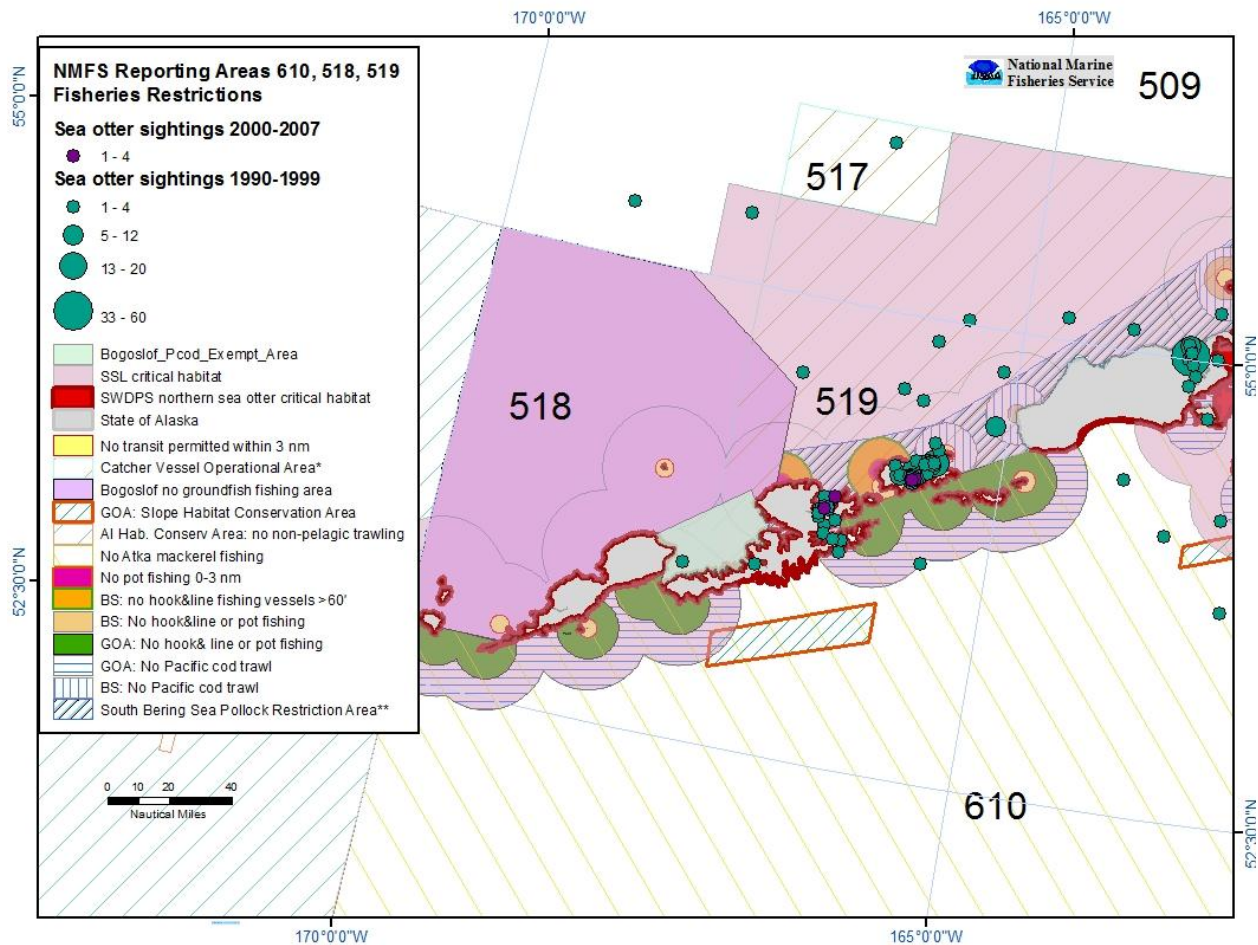 170°0'0"W
165°0'0"W
NMFS Reporting Areas 610, 518, 519
Fisheries Restrictions
Sea otter sightings 2000-2007
1 - 4
Sea otter sightings 1990-1999
1 - 4
5 - 12
13 - 20
33 - 60
Bogoslof_Pcod_Exempt_Area
SSL critical habitat
SWDPS northern sea otter critical habitat
State of Alaska
No transit permitted within 3 nm
Catcher Vessel Operational Area*
Bogoslof no groundfish fishing area
GOA: Slope Habitat Conservation Area
AI Hab. Conserv Area: no non-pelagic trawling
No Atka mackerel fishing
No pot fishing 0-3 nm
BS: no hook&line fishing vessels >60'
BS: No hook&line or pot fishing
GOA: No hook& line or pot fishing
GOA: No Pacific cod trawl
BS: No Pacific cod trawl
South Bering Sea Pollock Restriction Area**
0 10 20 40
Nautical Miles
National Marine
Fisheries Service
509
517
518
519
610
55°0'0"N
52°30'0"N
55°0'0"N
52°30'0"N
170°0'0"W
165°0'0"W